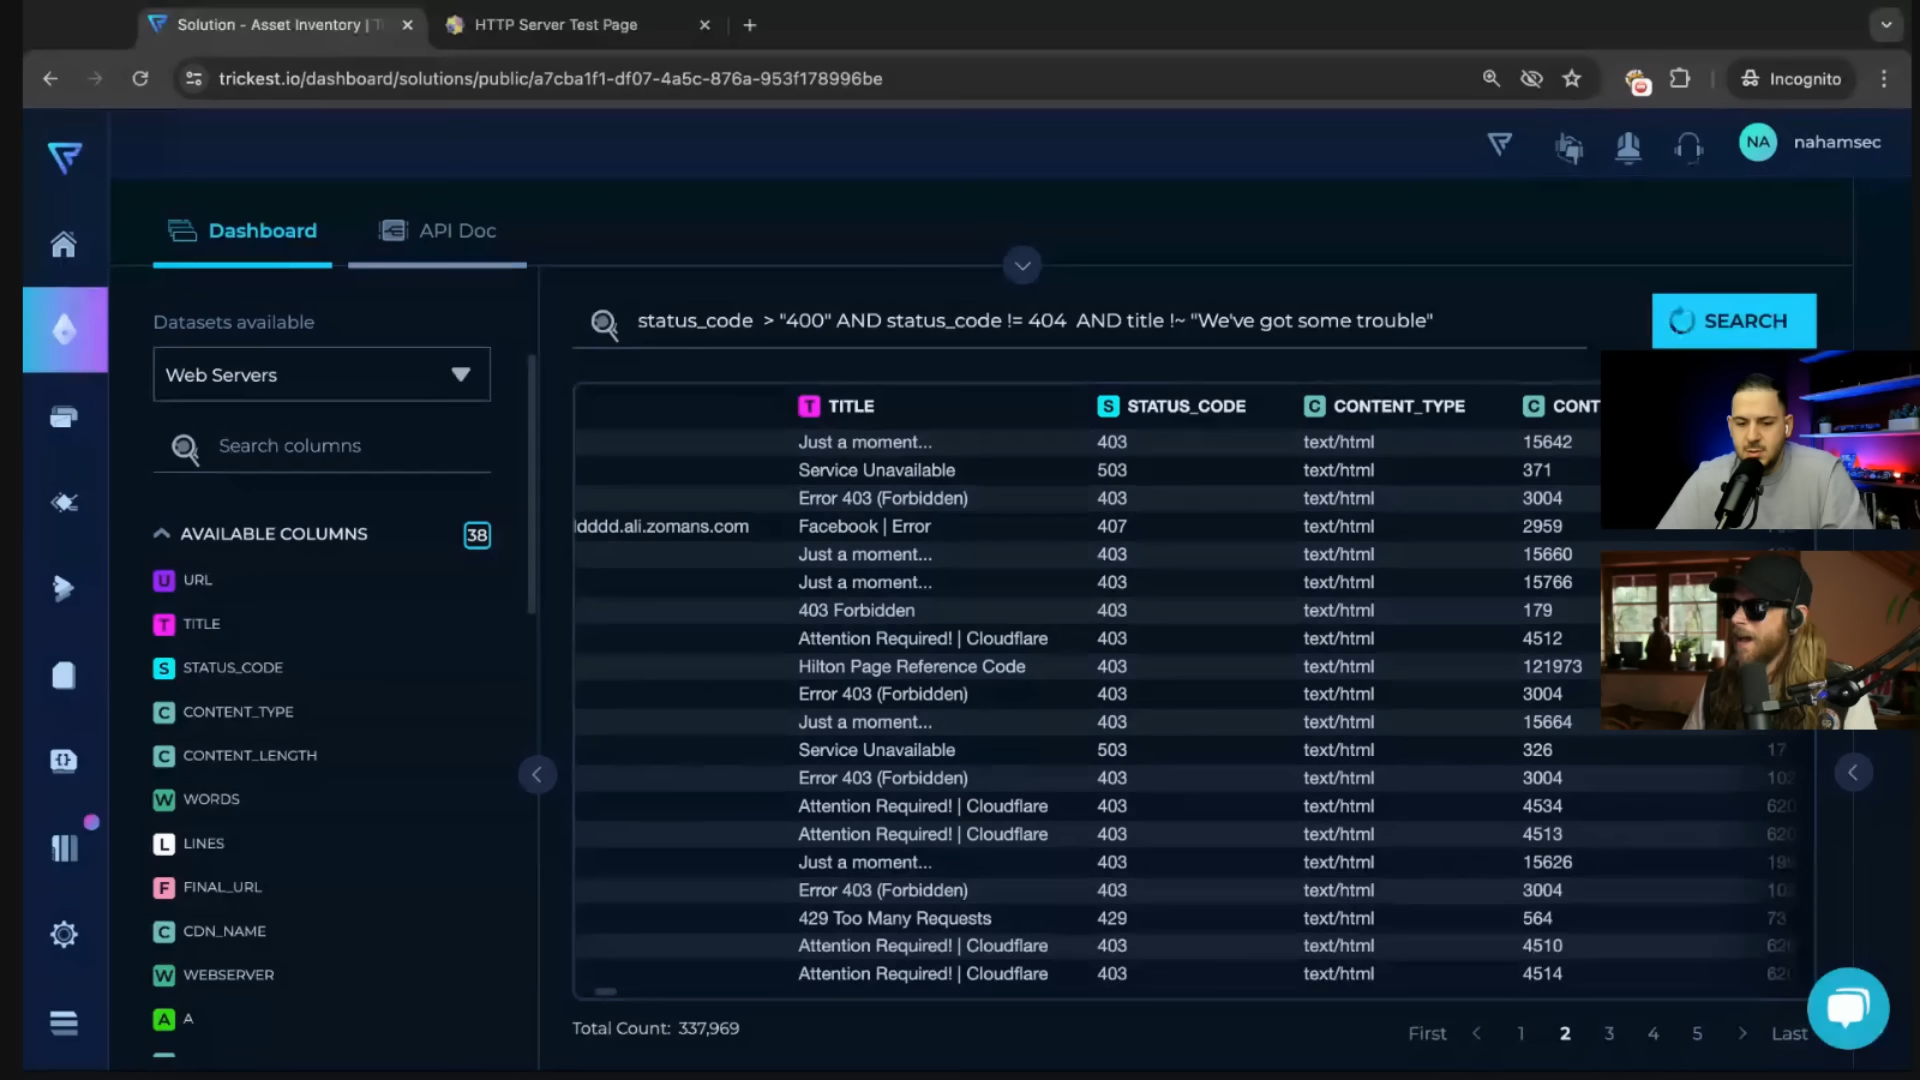 Solution - Asset Inventory |
HTTP Server Test Page
trickest.io/dashboard/solutions/public/a7cba1f1-df07-4a5c-876a-953f178996be
Incognito
NA
nahamsec
Dashboard
API Doc
Datasets available
Web Servers
Search columns
AVAILABLE COLUMNS
38
U URL
T TITLE
S STATUS_CODE
C CONTENT_TYPE
C CONTENT_LENGTH
W WORDS
L LINES
F FINAL_URL
C CDN_NAME
W WEBSERVER
A A
status_code > "400" AND status_code != 404 AND title !~ "We've got some trouble"
SEARCH
T TITLE S STATUS_CODE C CONTENT_TYPE C CONT
Just a moment... 403 text/html 15642
Service Unavailable 503 text/html 371
Error 403 (Forbidden) 403 text/html 3004
dddd.ali.zomans.com Facebook | Error 407 text/html 2959
Just a moment... 403 text/html 15660
Just a moment... 403 text/html 15766
403 Forbidden 403 text/html 179
Attention Required! | Cloudflare 403 text/html 4512
Hilton Page Reference Code 403 text/html 121973
Error 403 (Forbidden) 403 text/html 3004
Just a moment... 403 text/html 15664
Service Unavailable 503 text/html 326 17
Error 403 (Forbidden) 403 text/html 3004 102
Attention Required! | Cloudflare 403 text/html 4534 620
Attention Required! | Cloudflare 403 text/html 4513 620
Just a moment... 403 text/html 15626
Error 403 (Forbidden) 403 text/html 3004
429 Too Many Requests 429 text/html 564 73
Attention Required! | Cloudflare 403 text/html 4510
Attention Required! | Cloudflare 403 text/html 4514
Total Count: 337,969
First < 1 2 3 4 5 > Last